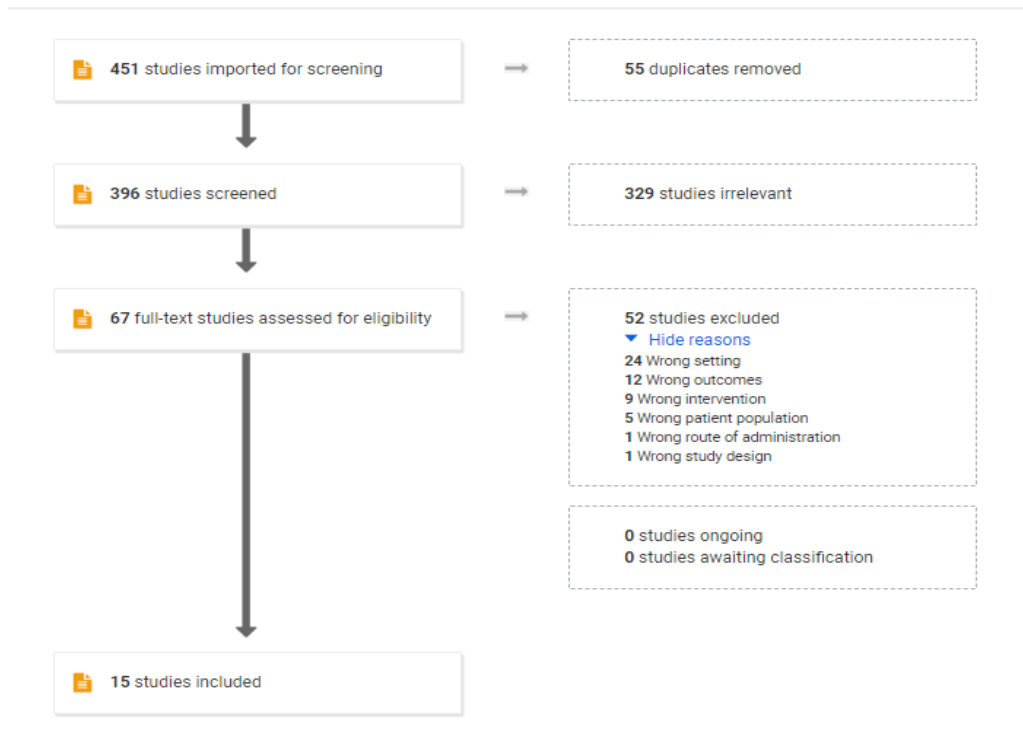 451 studies imported for screening
55 duplicates removed
396 studies screened
329 studies irrelevant
67 full-text studies assessed for eligibility
52 studies excluded
Hide reasons
24 Wrong setting
12 Wrong outcomes
9 Wrong intervention
5 Wrong patient population
1 Wrong route of administration
1 Wrong study design
0 studies ongoing
0 studies awaiting classification
15 studies included